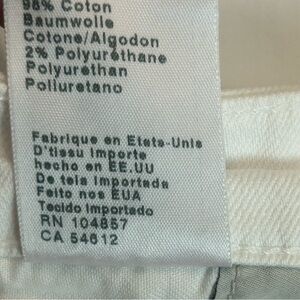 98% Coton
Baumwolle
Cotone/Algodon
2% Polyuréthane
Polyurethan
Poliuretano
Fabrique en Etats-Unis
D'tissu Importe
hecho en EE.UU
De tela Importada
Feito nos EUA
Tecido Importado
RN 104857
CA 54612